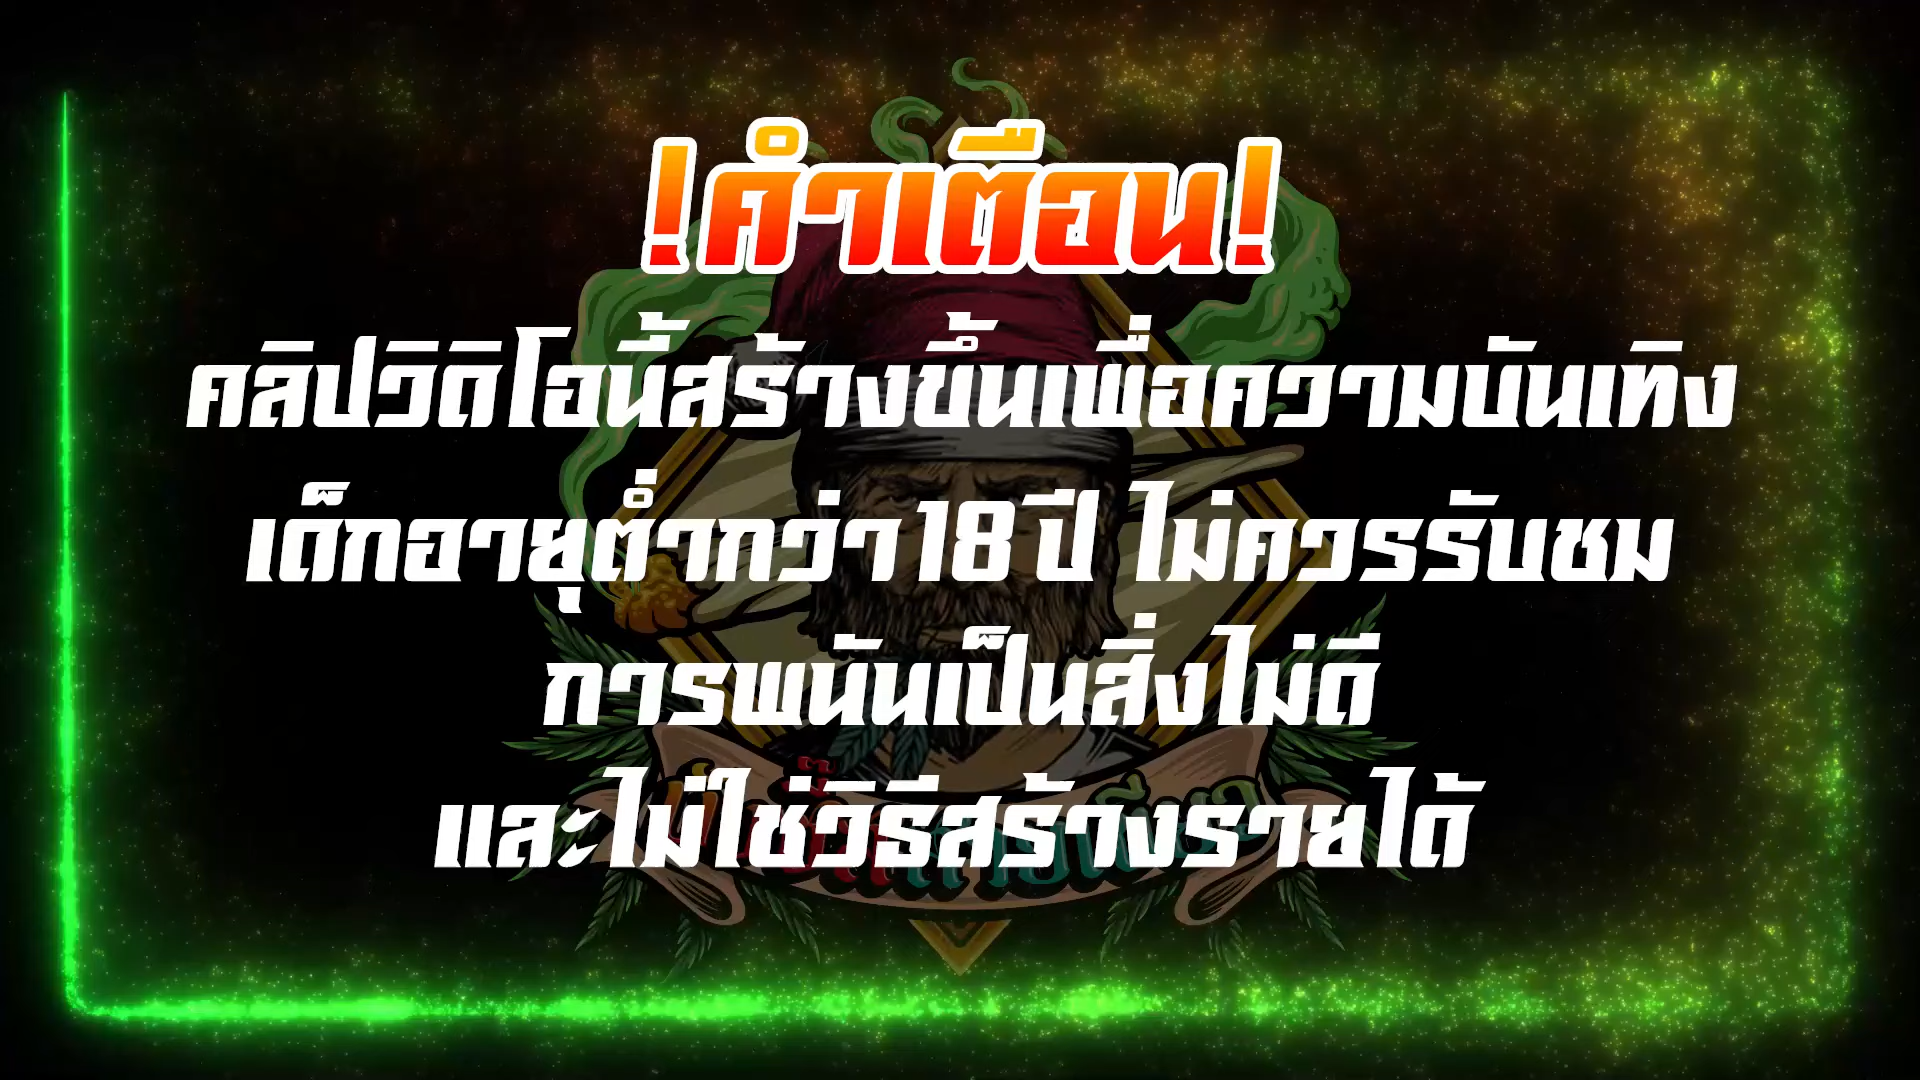 !คำเตือน!
คลิปวิดิโอนี้สร้างขึ้นเพื่อความบันเทิง
เด็กอายุต่ำกว่า 18 ปี ไม่ควรรับชม
การพนันเป็นสิ่งไม่ดี
และไม่ใช่วิธีสร้างรายได้